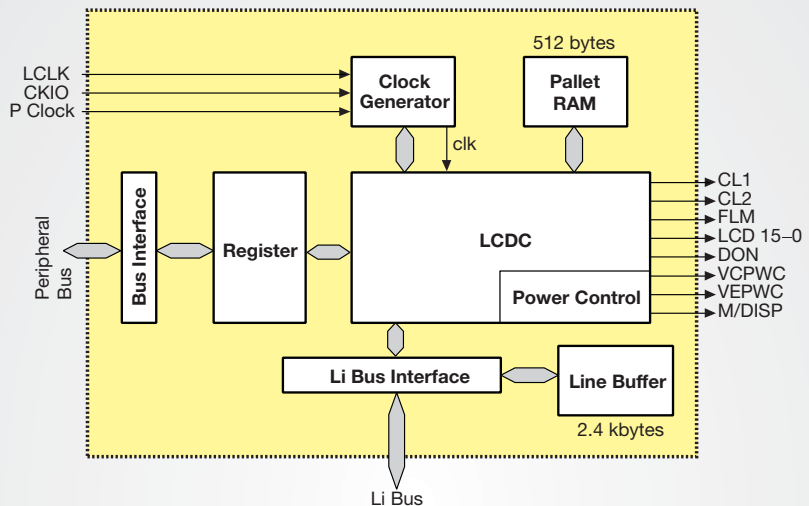 512 bytes
LCLK
CKIO
P Clock
Clock
Generator
Pallet
RAM
clk
Peripheral
Bus
Bus Interface
Register
LCDC
Power Control
CL1
CL2
FLM
LCD 15–0
DON
VCPWC
VEPWC
M/DISP
Li Bus Interface
Line Buffer
2.4 kbytes
Li Bus